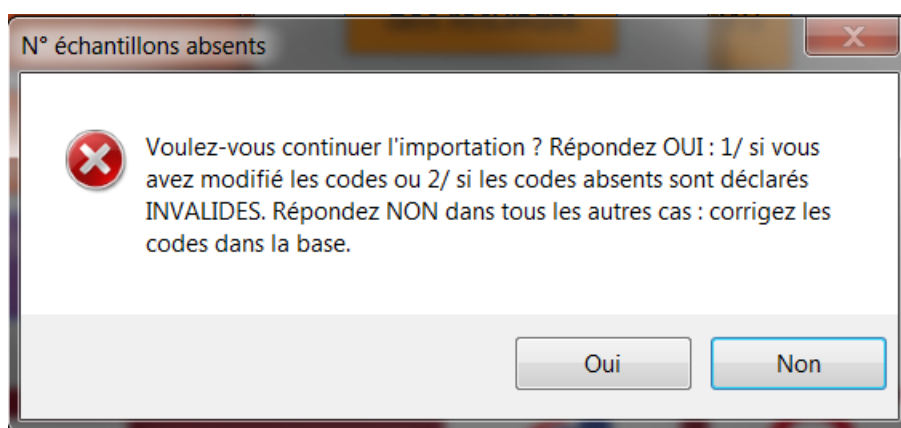 N° échantillons absents
Voulez-vous continuer l'importation ? Répondez OUI : 1/ si vous
avez modifié les codes ou 2/ si les codes absents sont déclarés
INVALIDES. Répondez NON dans tous les autres cas : corrigez les
codes dans la base.
Oui
Non